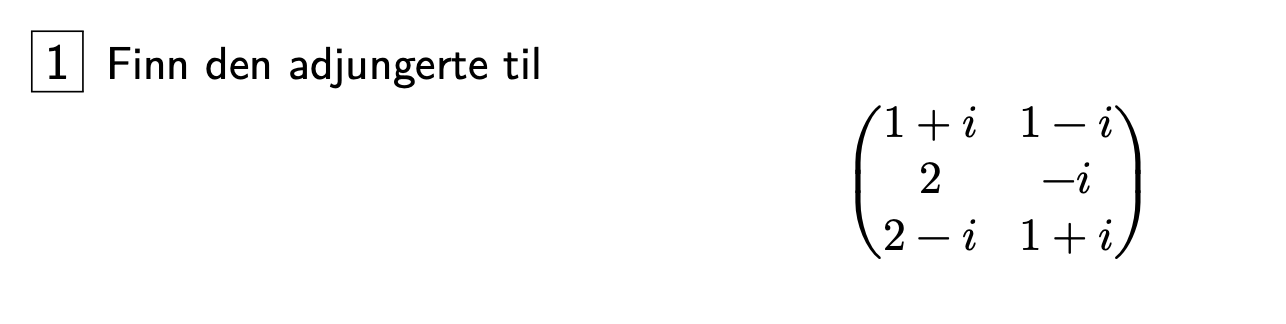 1 Finn den adjungerte til
1 + i 1 − i
2 −i
2 − i 1 + i